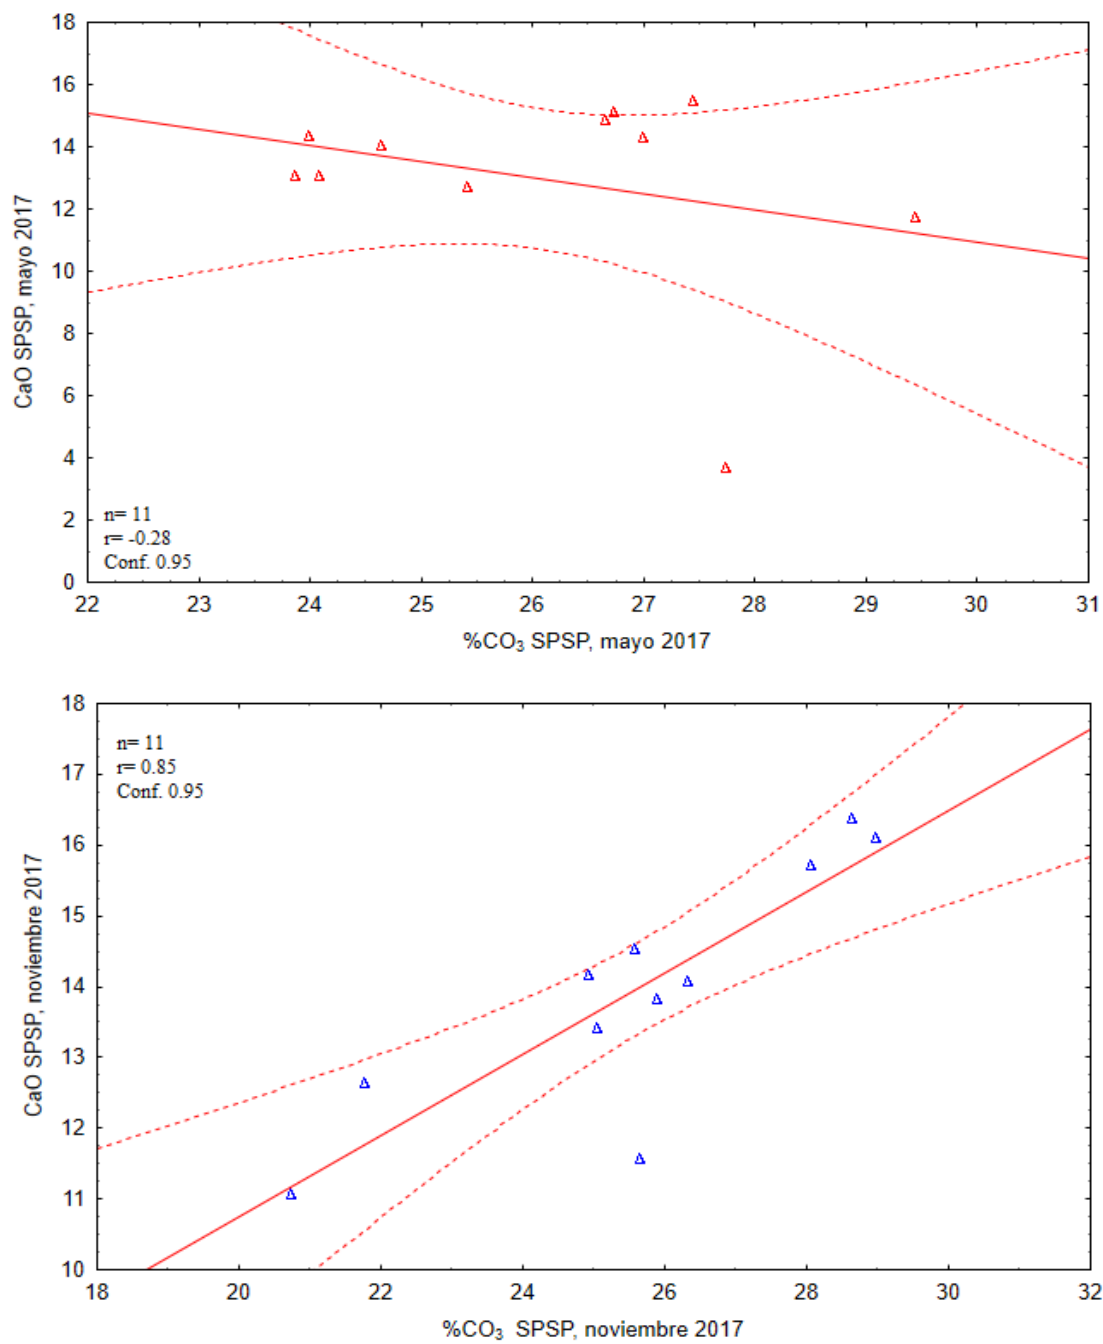 18
16
14
12
10
8
6
4
2
0
CaO SPSP, mayo 2017
n= 11
r= -0.28
Conf. 0.95
22 23 24 25 26 27 28 29 30 31
%CO₃ SPSP, mayo 2017
18
17
16
15
14
13
12
11
10
CaO SPSP, noviembre 2017
n= 11
r= 0.85
Conf. 0.95
18 20 22 24 26 28 30 32
%CO₃ SPSP, noviembre 2017